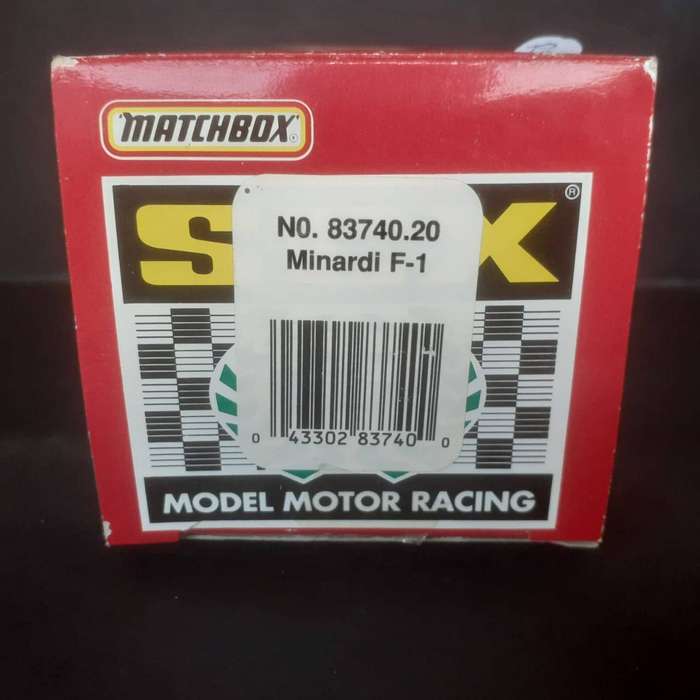 MATCHBOX
®
S X ®
NO. 83740.20
Minardi F-1
0 43302 83740 0
MODEL MOTOR RACING